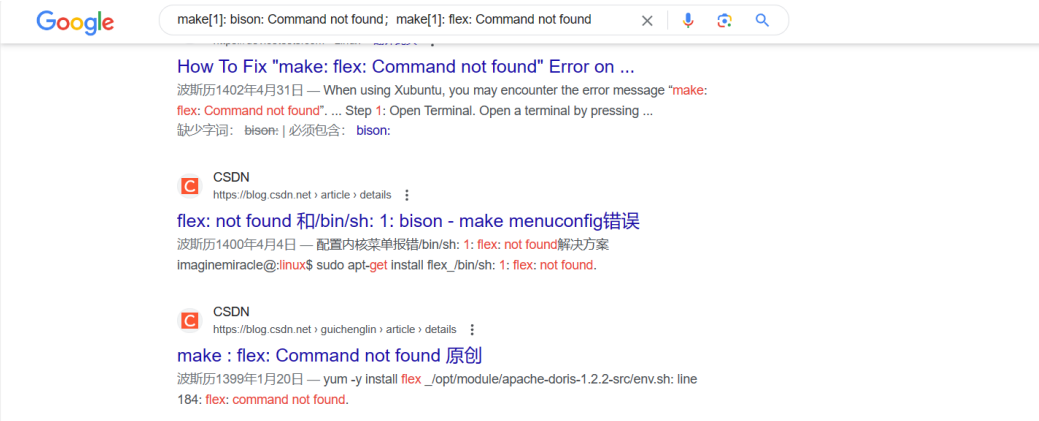 Google
make[1]: bison: Command not found；make[1]: flex: Command not found
How To Fix "make: flex: Command not found" Error on ...
波斯历1402年4月31日 — When using Xubuntu, you may encounter the error message “make:
flex: Command not found”. ... Step 1: Open Terminal. Open a terminal by pressing ...
缺少字词： bison: | 必须包含： bison:
CSDN
https://blog.csdn.net › article › details
flex: not found 和/bin/sh: 1: bison - make menuconfig错误
波斯历1400年4月4日 — 配置内核菜单报错/bin/sh: 1: flex: not found解决方案
imaginemiracle@:linux$ sudo apt-get install flex_/bin/sh: 1: flex: not found.
CSDN
https://blog.csdn.net › guichenglin › article › details
make : flex: Command not found 原创
波斯历1399年1月20日 — yum -y install flex _/opt/module/apache-doris-1.2.2-src/env.sh: line
184: flex: command not found.